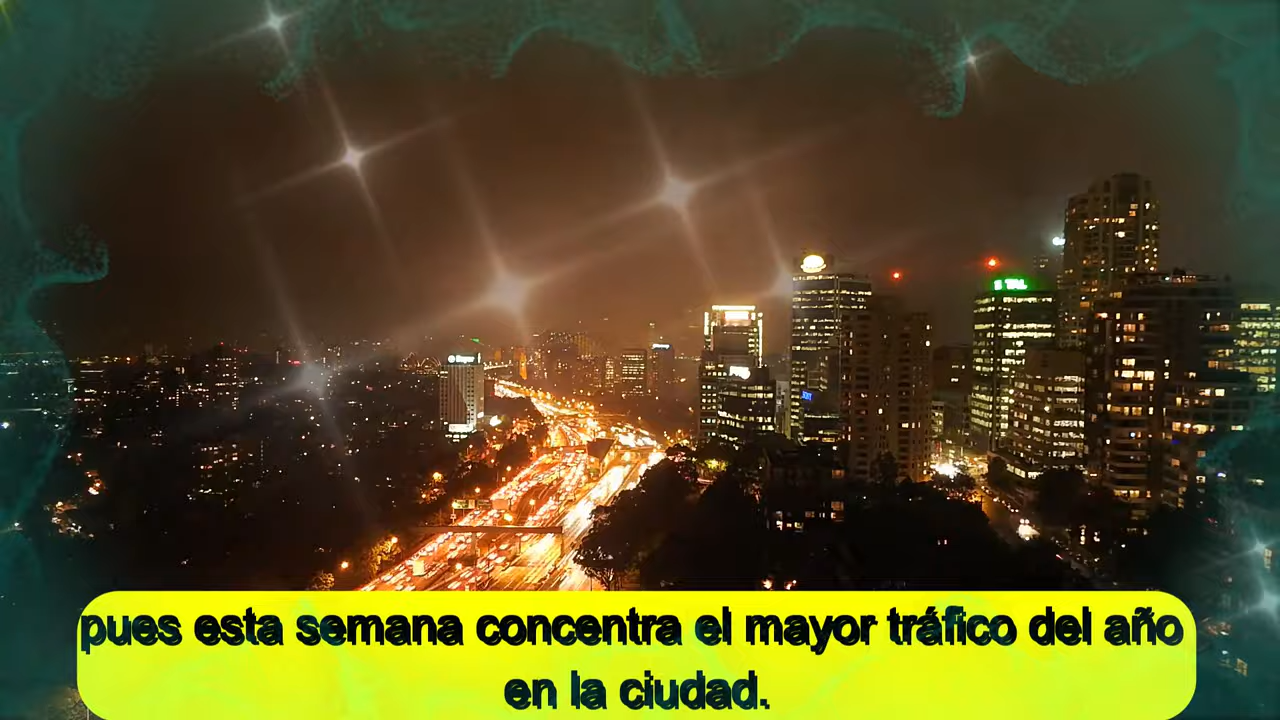 pues esta semana concentra el mayor tráfico del año
en la ciudad.